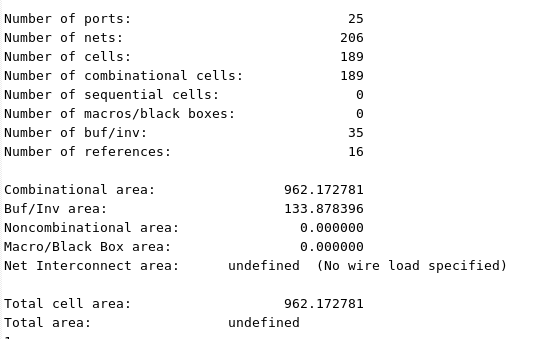 Number of ports: 25
Number of nets: 206
Number of cells: 189
Number of combinational cells: 189
Number of sequential cells: 0
Number of macros/black boxes: 0
Number of buf/inv: 35
Number of references: 16
Combinational area: 962.172781
Buf/Inv area: 133.878396
Noncombinational area: 0.000000
Macro/Black Box area: 0.000000
Net Interconnect area: undefined (No wire load specified)
Total cell area: 962.172781
Total area: undefined